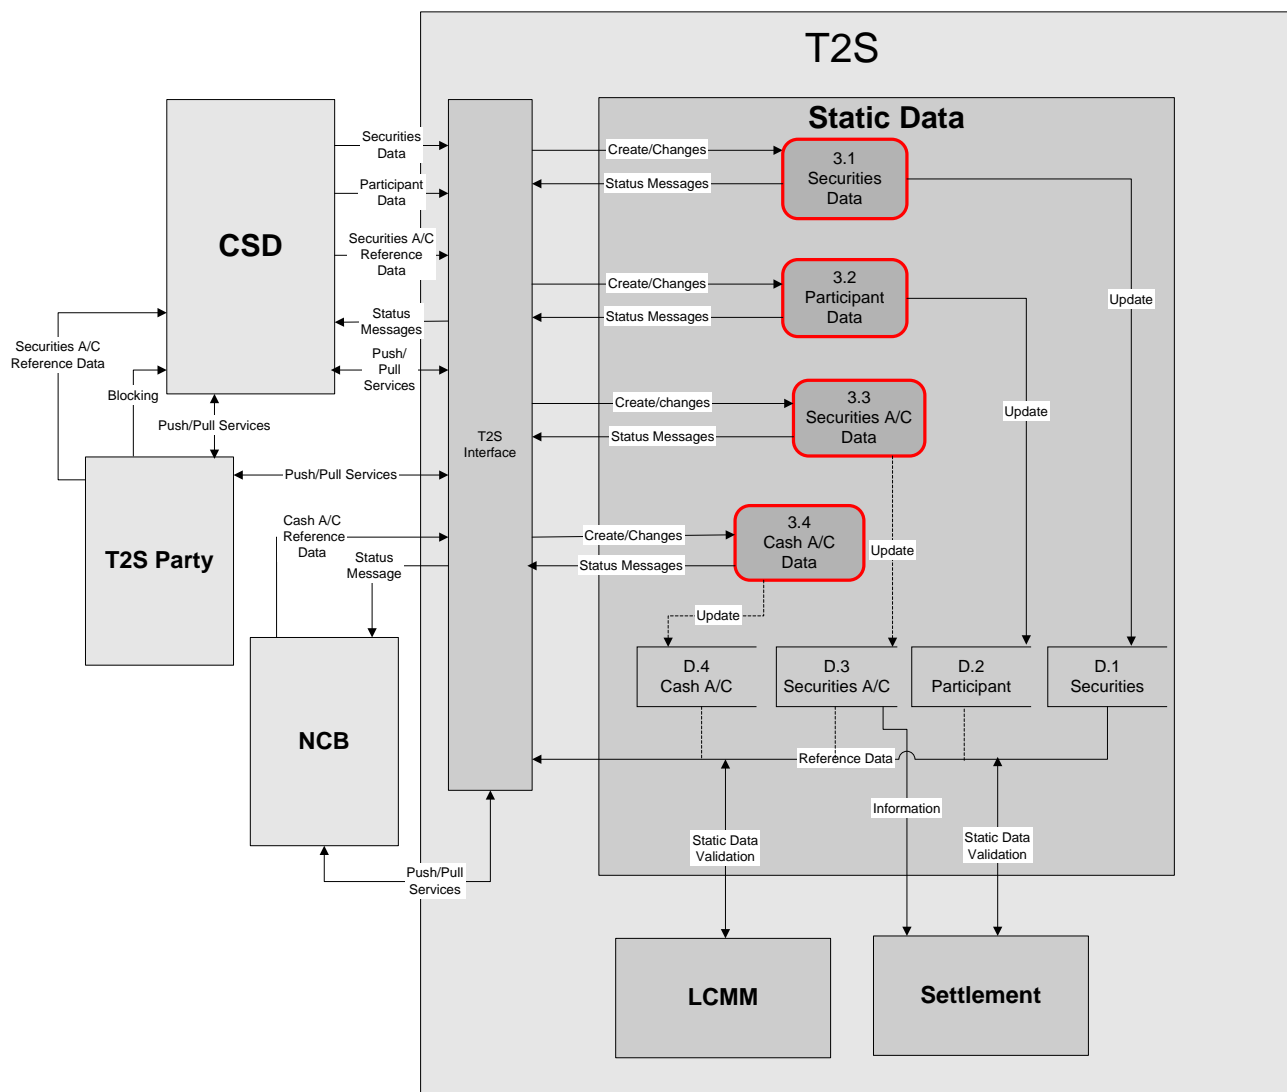 T2S
Static Data
CSD
Securities
Data
Participant
Data
Securities A/C
Reference
Data
Status
Messages
Push/
Pull
Services
Securities A/C
Reference Data
Blocking
Push/Pull Services
T2S Party
Push/Pull Services
Cash A/C
Reference
Data
Status
Message
NCB
Push/Pull
Services
T2S
Interface
Create/Changes
Status Messages
3.1
Securities
Data
Create/Changes
Status Messages
3.2
Participant
Data
Update
Create/changes
Status Messages
3.3
Securities A/C
Data
Update
Create/Changes
Status Messages
3.4
Cash A/C
Data
Update
Update
D.4
Cash A/C
D.3
Securities A/C
D.2
Participant
D.1
Securities
Reference Data
Information
Static Data
Validation
Static Data
Validation
LCMM
Settlement